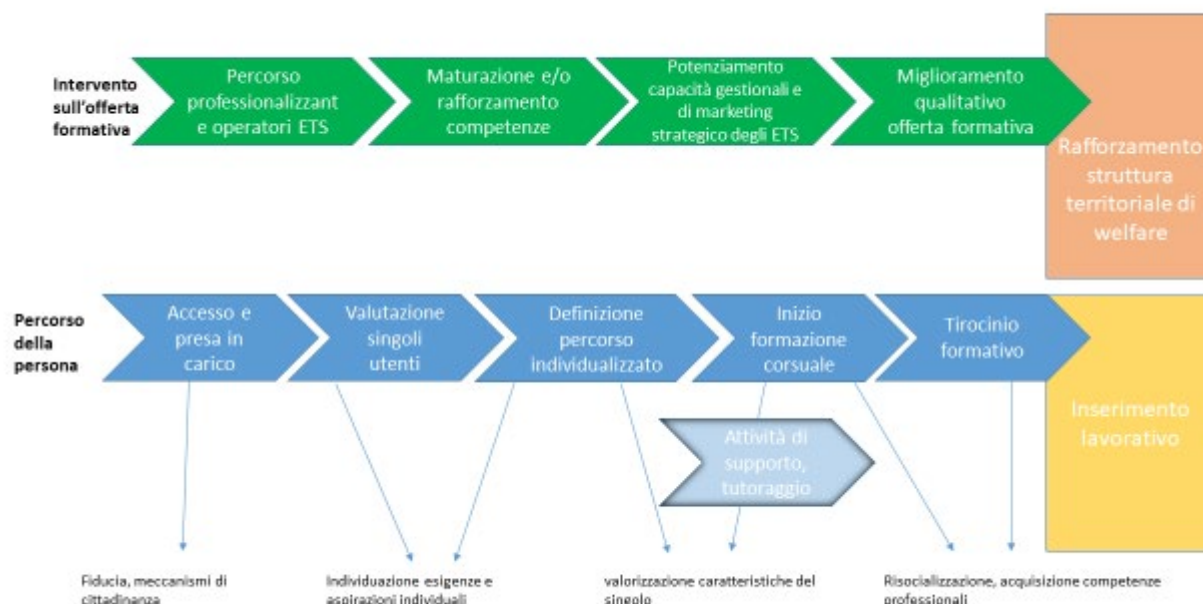 Intervento
sull'offerta
formativa
Percorso
professionalizzant
e operatori ETS
Maturazione e/o
rafforzamento
competenze
Potenziamento
capacità gestionali e
di marketing
strategico degli ETS
Miglioramento
qualitativo
offerta formativa
Rafforzamento
struttura
territoriale di
welfare
Percorso
della
persona
Accesso e
presa in
carico
Valutazione
singoli
utenti
Definizione
percorso
individualizzato
Inizio
formazione
corsuale
Tirocinio
formativo
Inserimento
lavorativo
Attività di
supporto,
tutoraggio
Fiducia, meccanismi di
cittadinanza
Individuazione esigenze e
aspirazioni individuali
valorizzazione caratteristiche del
singolo
Risocializzazione, acquisizione competenze
professionali